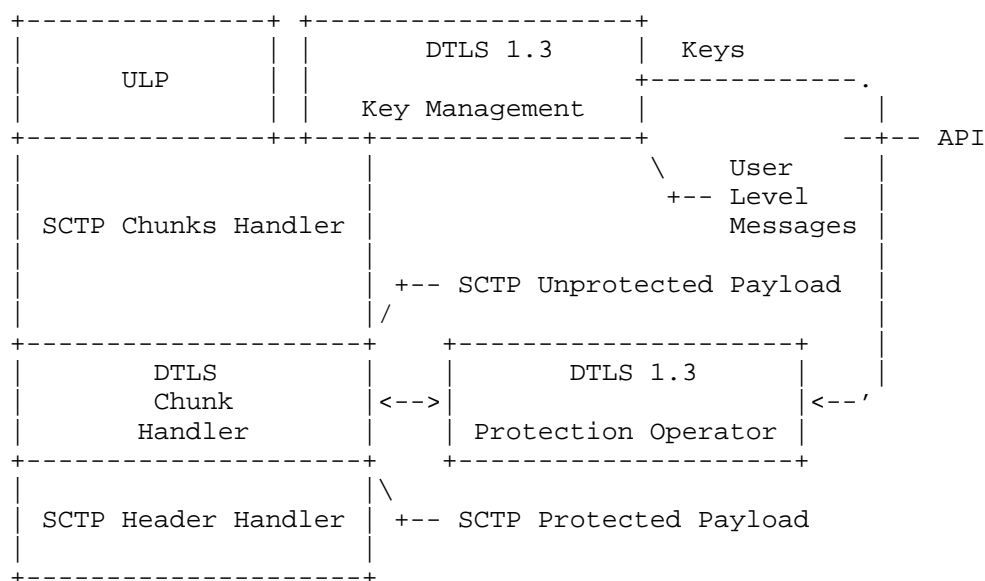 DTLS 1.3 Keys
ULP
Key Management
API
User
Level
SCTP Chunks Handler Messages
SCTP Unprotected Payload
DTLS DTLS 1.3
Chunk
Handler Protection Operator
SCTP Header Handler SCTP Protected Payload